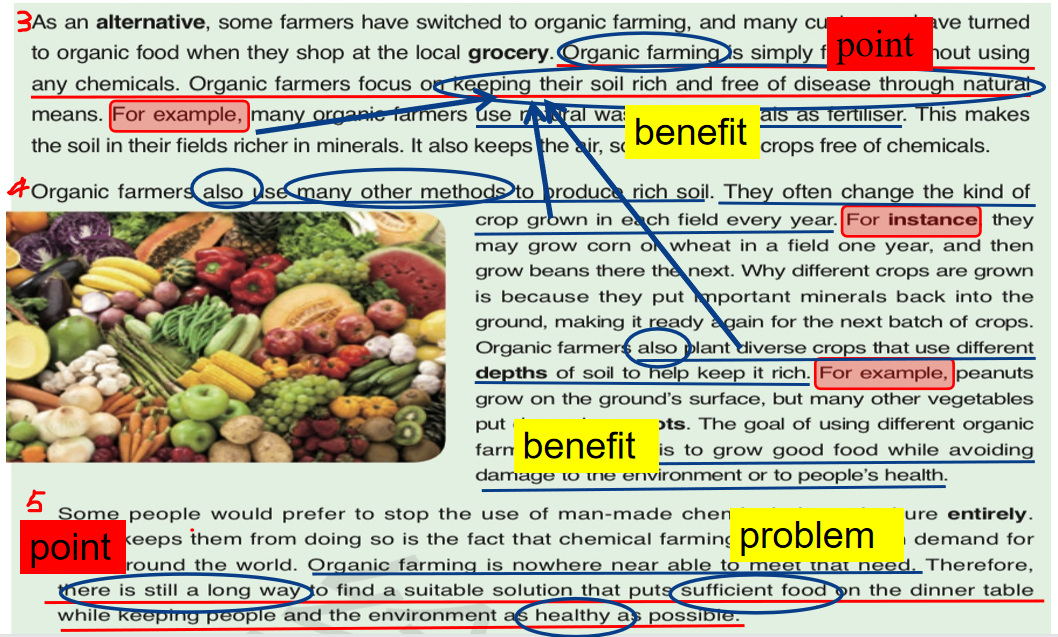 3 As an alternative, some farmers have switched to organic farming, and many have turned
to organic food when they shop at the local grocery. Organic farming is simply without using
point
any chemicals. Organic farmers focus on keeping their soil rich and free of disease through natural
means. For example, many organic farmers use natural as fertiliser. This makes
benefit
the soil in their fields richer in minerals. It also keeps the air, crops free of chemicals.
4 Organic farmers also use many other methods to produce rich soil. They often change the kind of
crop grown in each field every year. For instance they
may grow corn or wheat in a field one year, and then
grow beans there the next. Why different crops are grown
is because they put important minerals back into the
ground, making it ready again for the next batch of crops.
Organic farmers also plant diverse crops that use different
depths of soil to help keep it rich. For example, peanuts
grow on the ground's surface, but many other vegetables
put The goal of using different organic
benefit
is to grow good food while avoiding
damage to the environment or to people's health.
5
Some people would prefer to stop the use of man-made entirely.
point
keeps them from doing so is the fact that chemical farming demand for
problem
around the world. Organic farming is nowhere near able to meet that need. Therefore,
there is still a long way to find a suitable solution that puts sufficient food on the dinner table
while keeping people and the environment as healthy as possible.